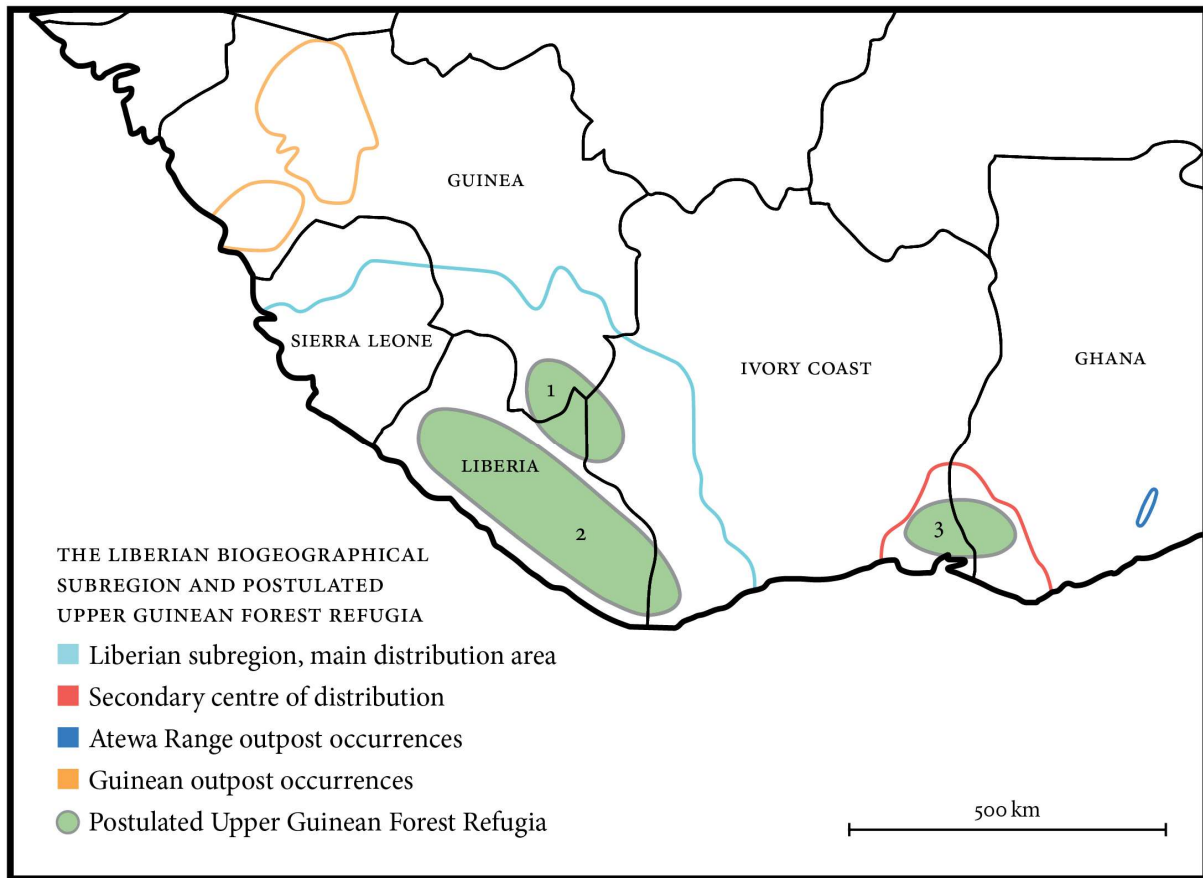 GUINEA
SIERRA LEONE
IVORY COAST
GHANA
1
LIBERIA
2
3
THE LIBERIAN BIOGEOGRAPHICAL
SUBREGION AND POSTULATED
UPPER GUINEAN FOREST REFUGIA
Liberian subregion, main distribution area
Secondary centre of distribution
Atewa Range outpost occurrences
Guinean outpost occurrences
Postulated Upper Guinean Forest Refugia
500 km